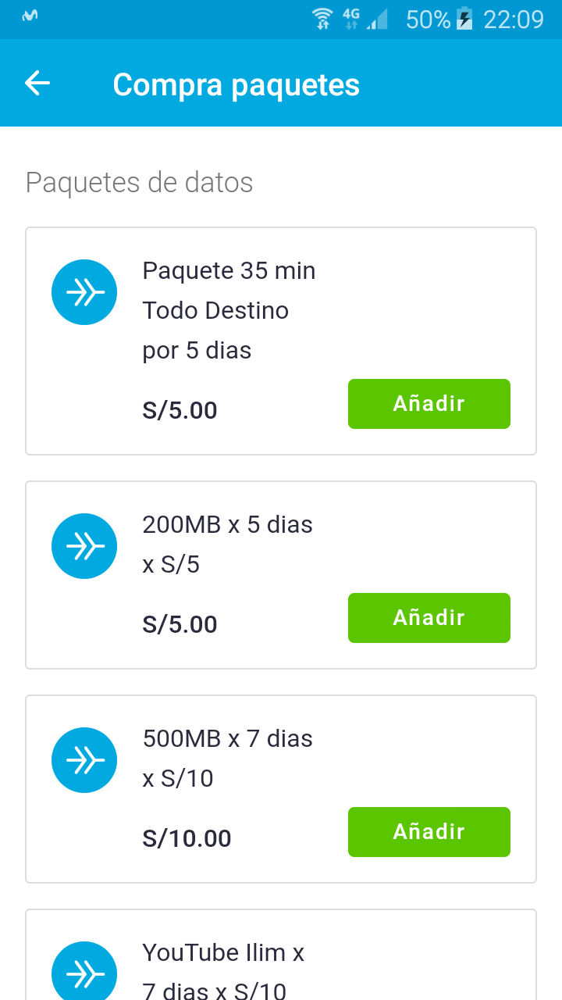 4G 50% 22:09
Compra paquetes
Paquetes de datos
Paquete 35 min
Todo Destino
por 5 dias
S/5.00
Añadir
200MB x 5 dias
x S/5
S/5.00
Añadir
500MB x 7 dias
x S/10
S/10.00
Añadir
YouTube Ilim x
7 dias x S/10